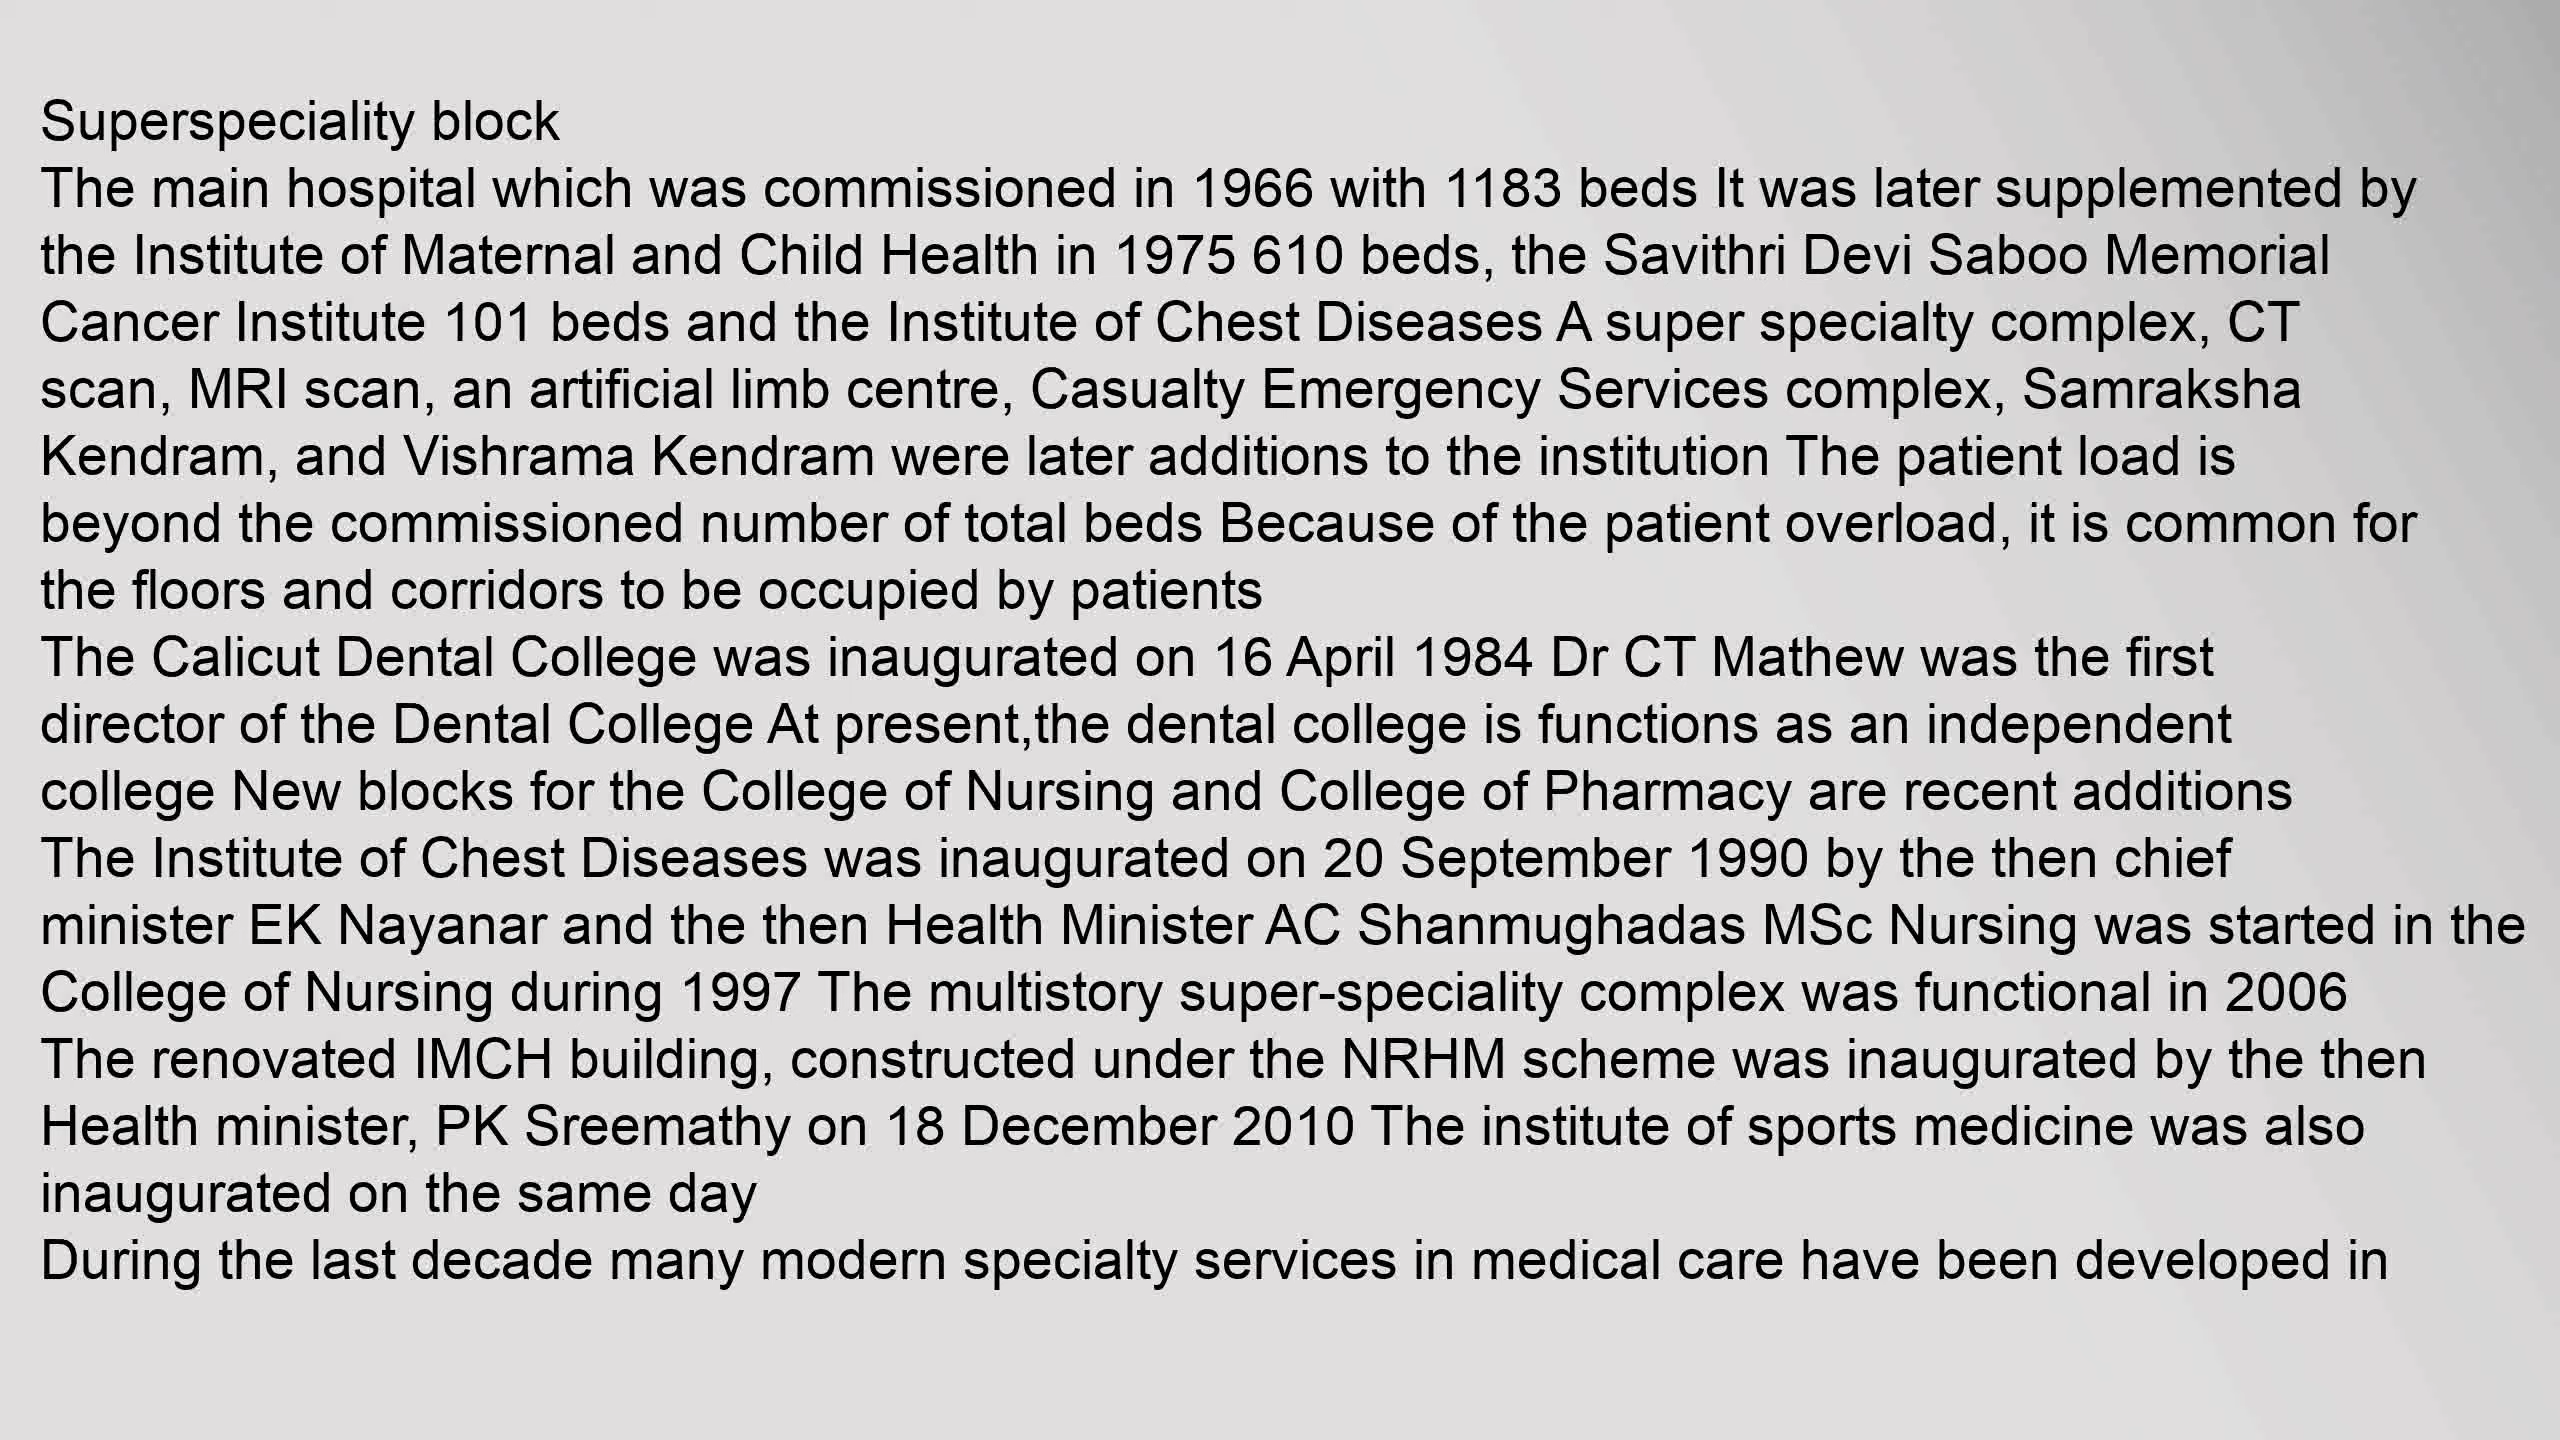 Superspeciality block
The main hospital which was commissioned in 1966 with 1183 beds It was later supplemented by
the Institute of Maternal and Child Health in 1975 610 beds, the Savithri Devi Saboo Memorial
Cancer Institute 101 beds and the Institute of Chest Diseases A super specialty complex, CT
scan, MRI scan, an artificial limb centre, Casualty Emergency Services complex, Samraksha
Kendram, and Vishrama Kendram were later additions to the institution The patient load is
beyond the commissioned number of total beds Because of the patient overload, it is common for
the floors and corridors to be occupied by patients
The Calicut Dental College was inaugurated on 16 April 1984 Dr CT Mathew was the first
director of the Dental College At present,the dental college is functions as an independent
college New blocks for the College of Nursing and College of Pharmacy are recent additions
The Institute of Chest Diseases was inaugurated on 20 September 1990 by the then chief
minister EK Nayanar and the then Health Minister AC Shanmughadas MSc Nursing was started in the
College of Nursing during 1997 The multistory super-speciality complex was functional in 2006
The renovated IMCH building, constructed under the NRHM scheme was inaugurated by the then
Health minister, PK Sreemathy on 18 December 2010 The institute of sports medicine was also
inaugurated on the same day
During the last decade many modern specialty services in medical care have been developed in